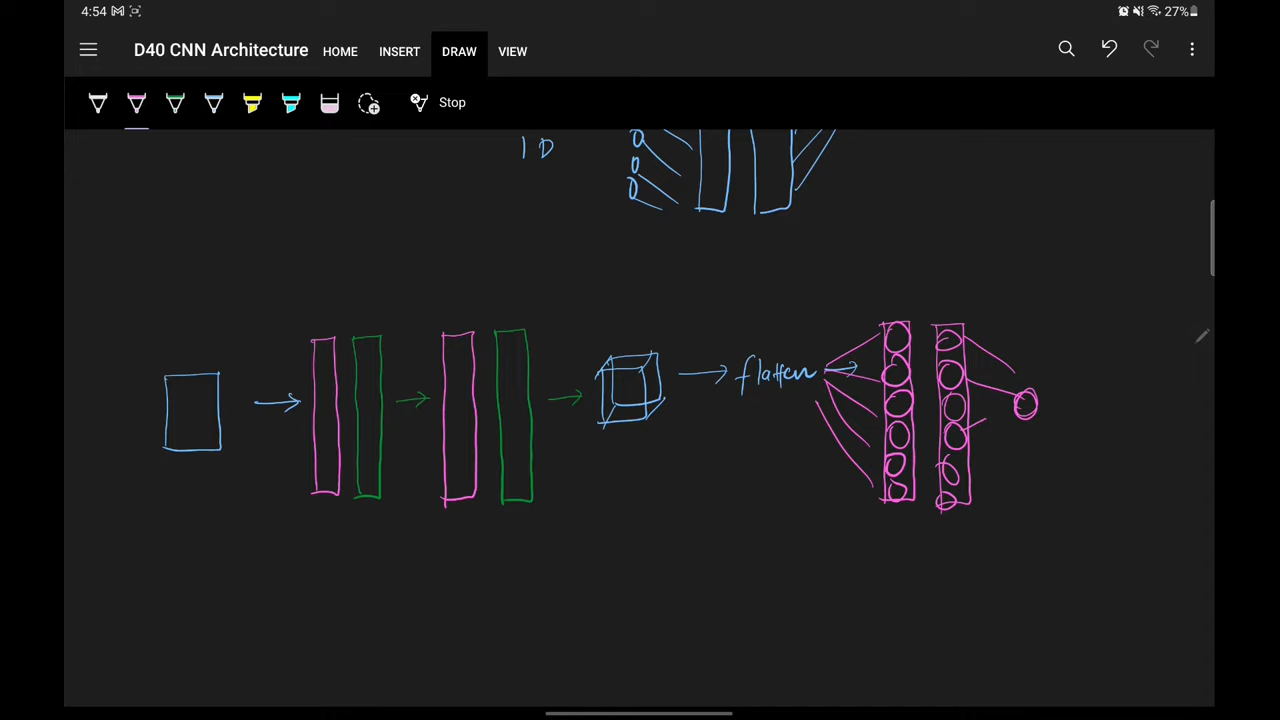 4:54 27%
D40 CNN Architecture HOME INSERT DRAW VIEW
Stop
1D
flatten